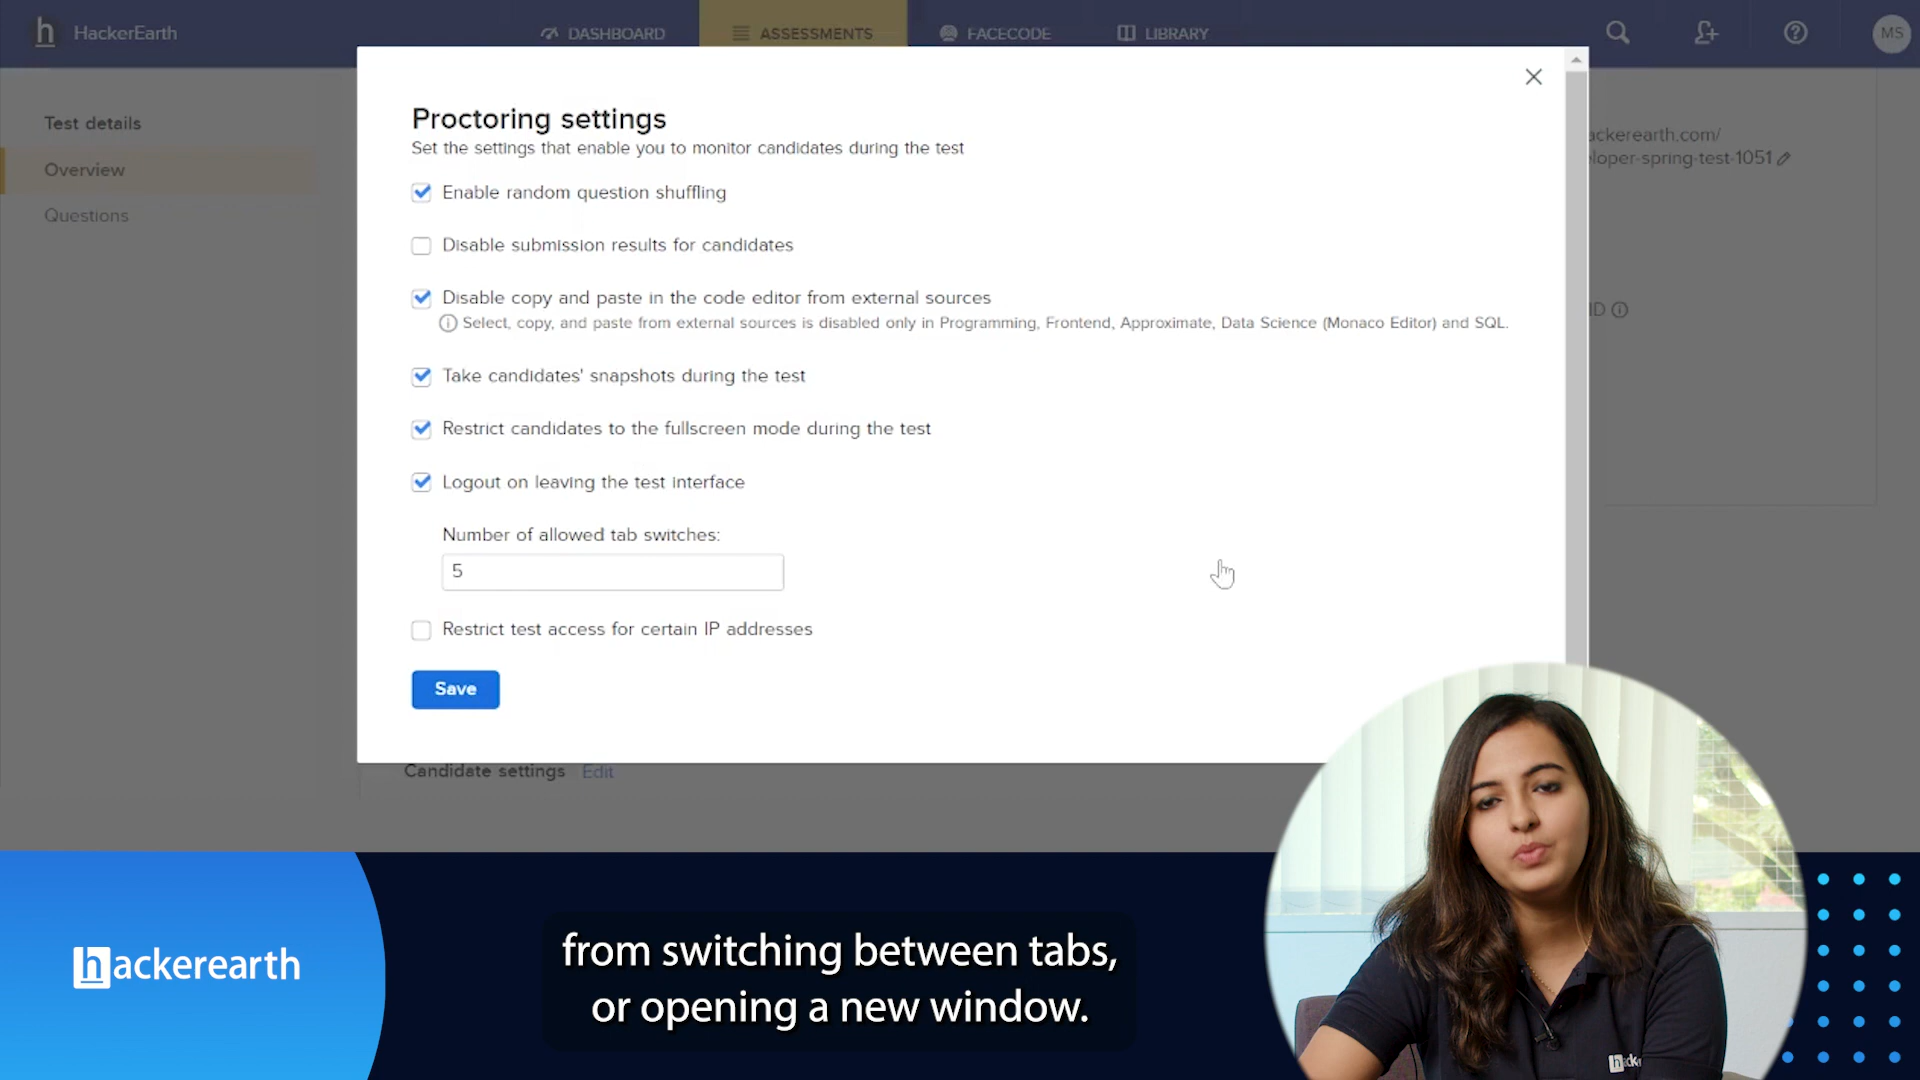 h HackerEarth
DASHBOARD
ASSESSMENTS
FACECODE
LIBRARY
MS
Test details
Overview
Questions
ackerearth.com/
loper-spring-test-1051
ID
Proctoring settings
Set the settings that enable you to monitor candidates during the test
Enable random question shuffling
Disable submission results for candidates
Disable copy and paste in the code editor from external sources
Select, copy, and paste from external sources is disabled only in Programming, Frontend, Approximate, Data Science (Monaco Editor) and SQL.
Take candidates' snapshots during the test
Restrict candidates to the fullscreen mode during the test
Logout on leaving the test interface
Number of allowed tab switches:
5
Restrict test access for certain IP addresses
Save
Candidate settings Edit
hackerearth
from switching between tabs,
or opening a new window.